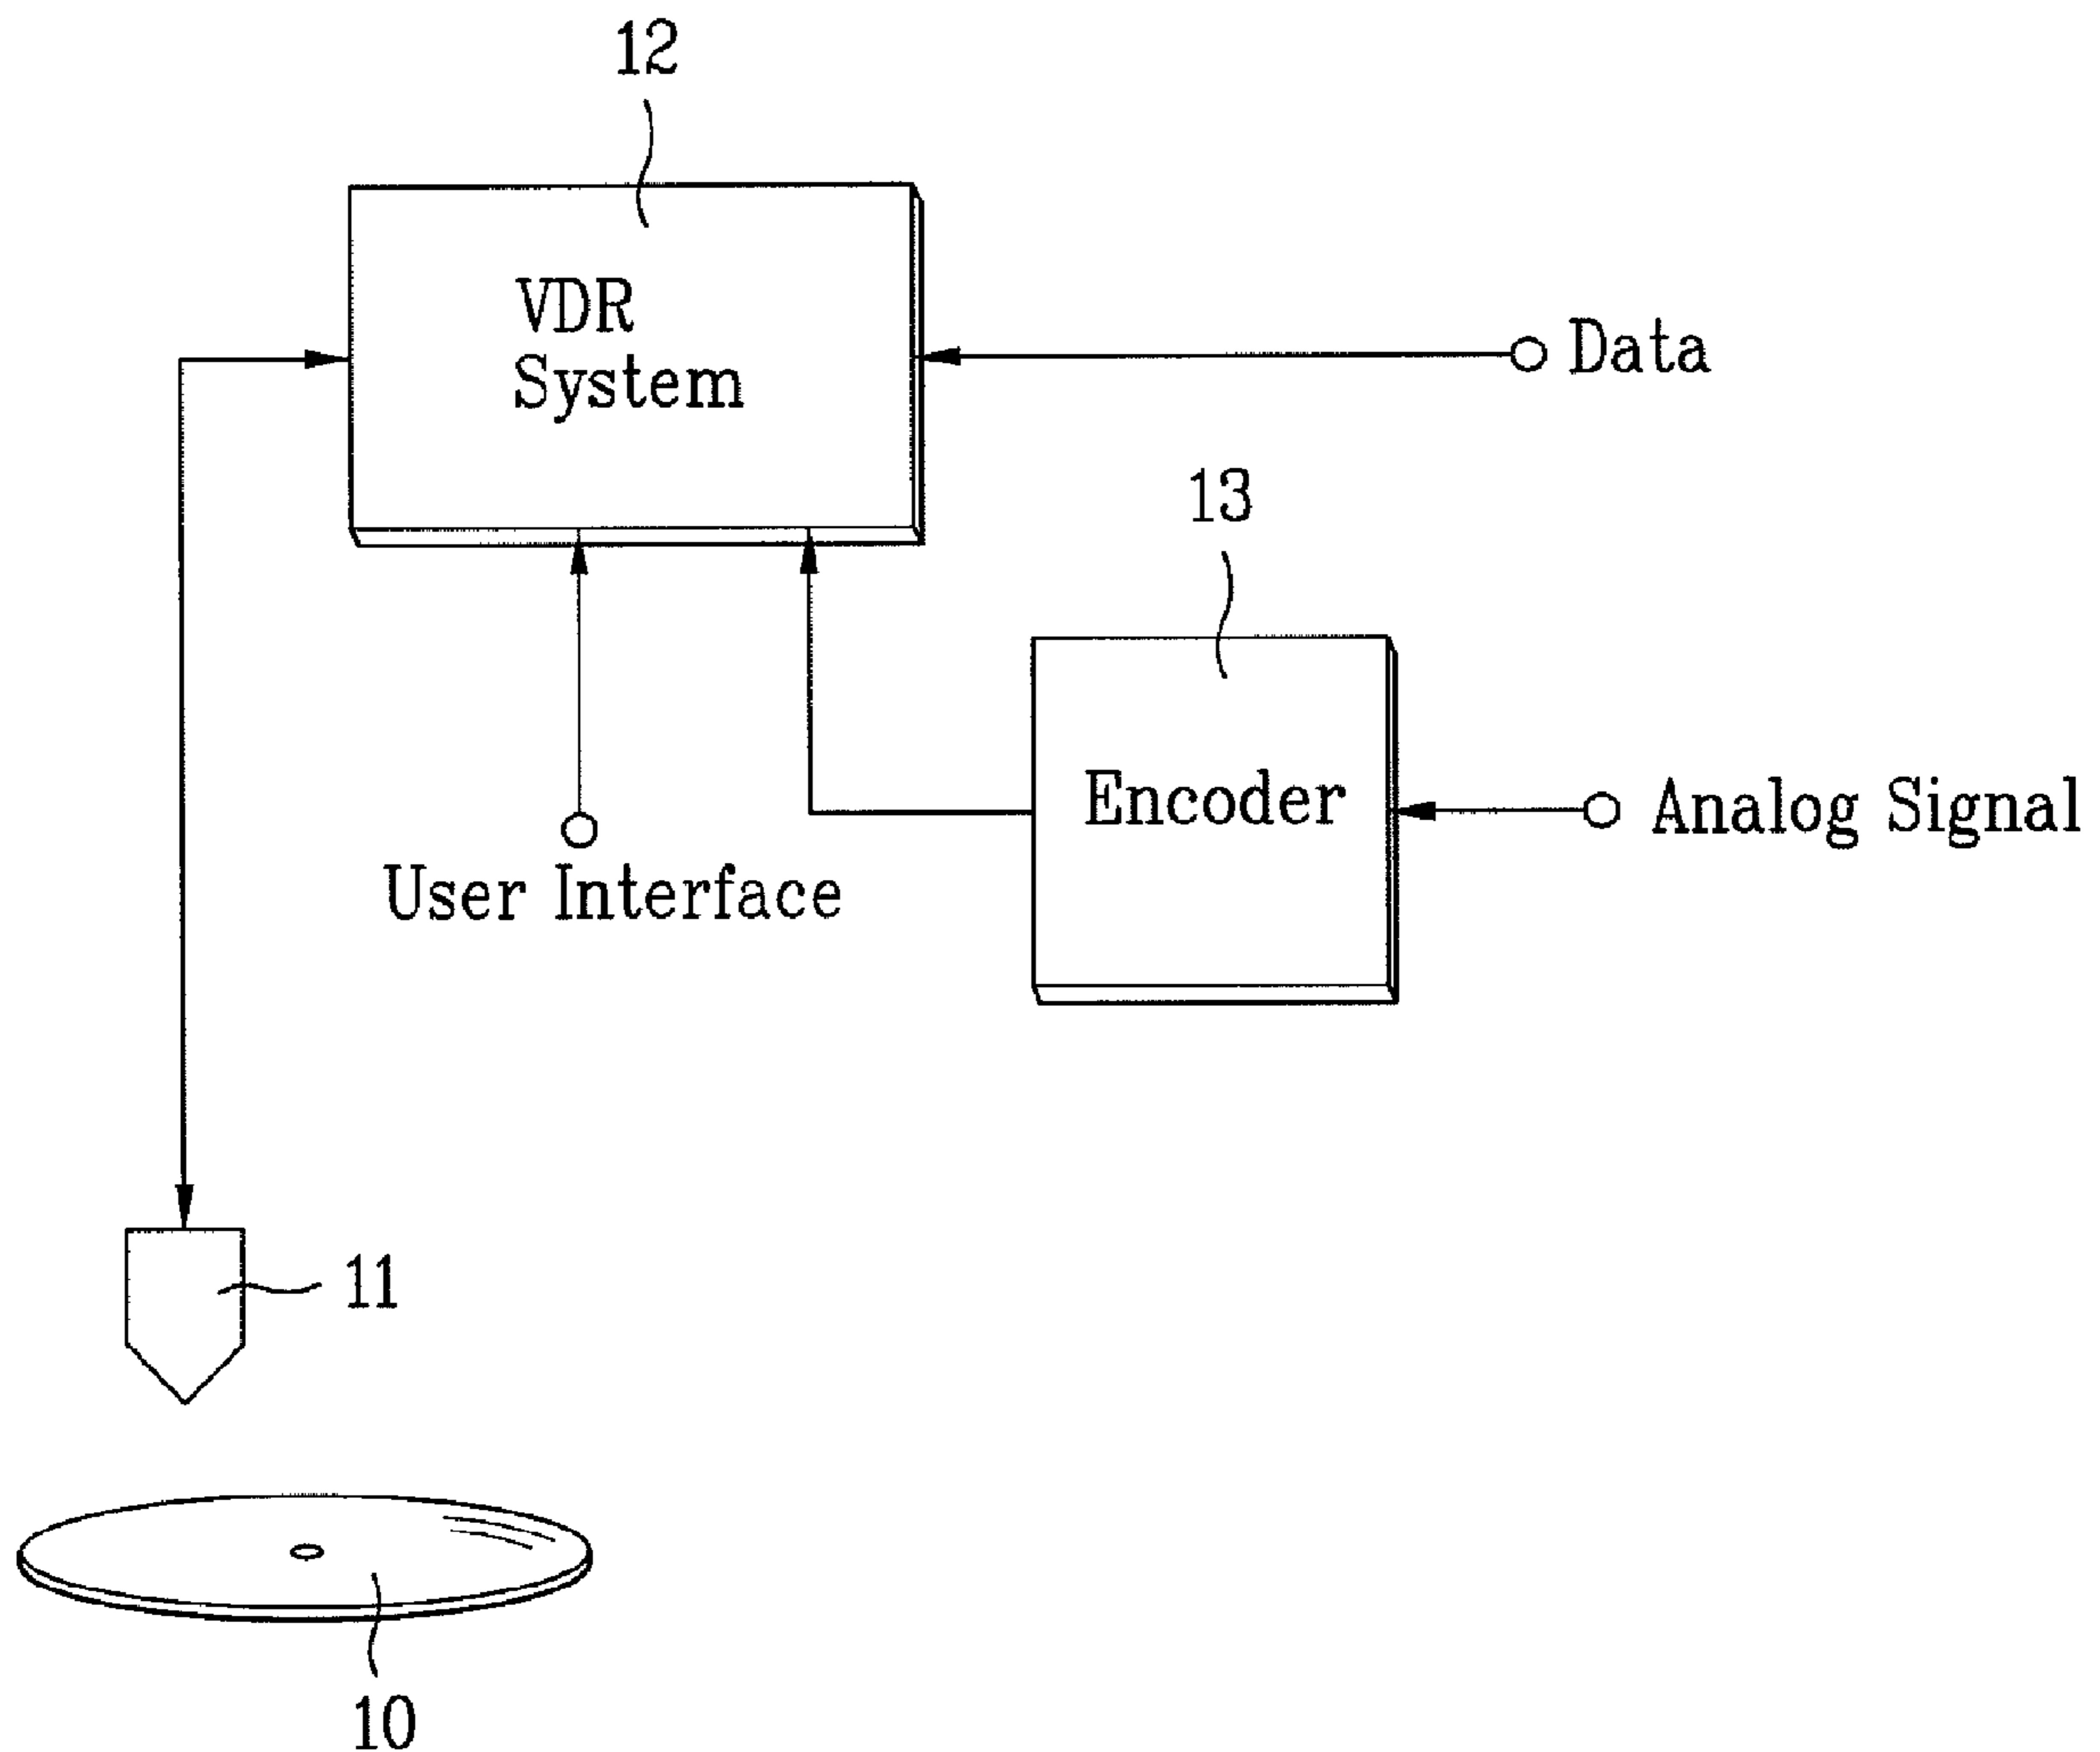 12
VDR
System
Data
13
Encoder
Analog Signal
User Interface
11
10